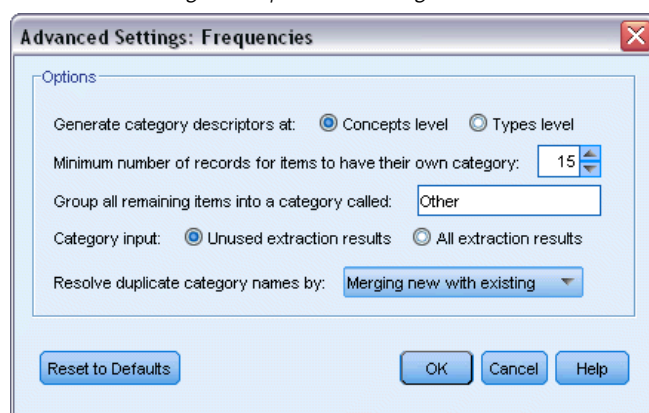 Advanced Settings: Frequencies
Options
Generate category descriptors at: Concepts level Types level
Minimum number of records for items to have their own category: 15
Group all remaining items into a category called: Other
Category input: Unused extraction results All extraction results
Resolve duplicate category names by: Merging new with existing
Reset to Defaults OK Cancel Help